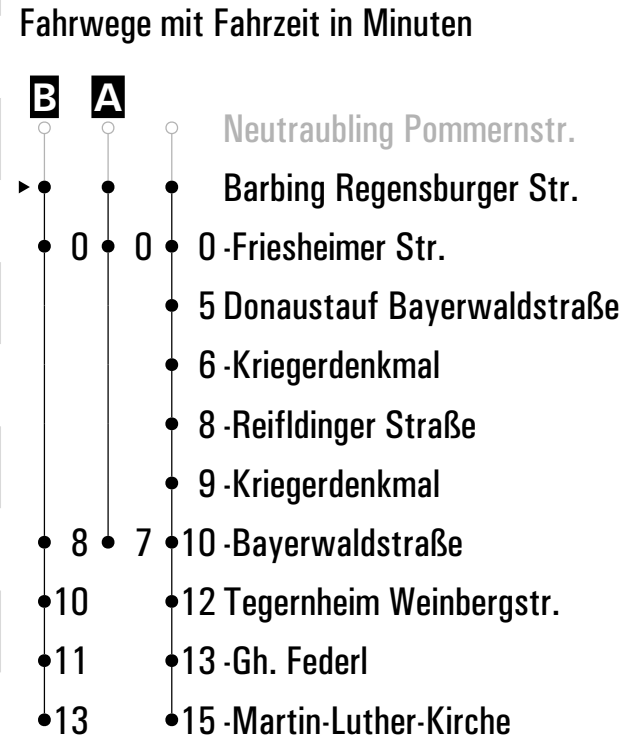 Fahrwege mit Fahrzeit in Minuten
B A
Neutraubling Pommernstr.
Barbing Regensburger Str.
0 0 0 -Friesheimer Str.
5 Donaustauf Bayerwaldstraße
6 -Kriegerdenkmal
8 -Reifldinger Straße
9 -Kriegerdenkmal
8 7 10 -Bayerwaldstraße
10 12 Tegernheim Weinbergstr.
11 13 -Gh. Federl
13 15 -Martin-Luther-Kirche